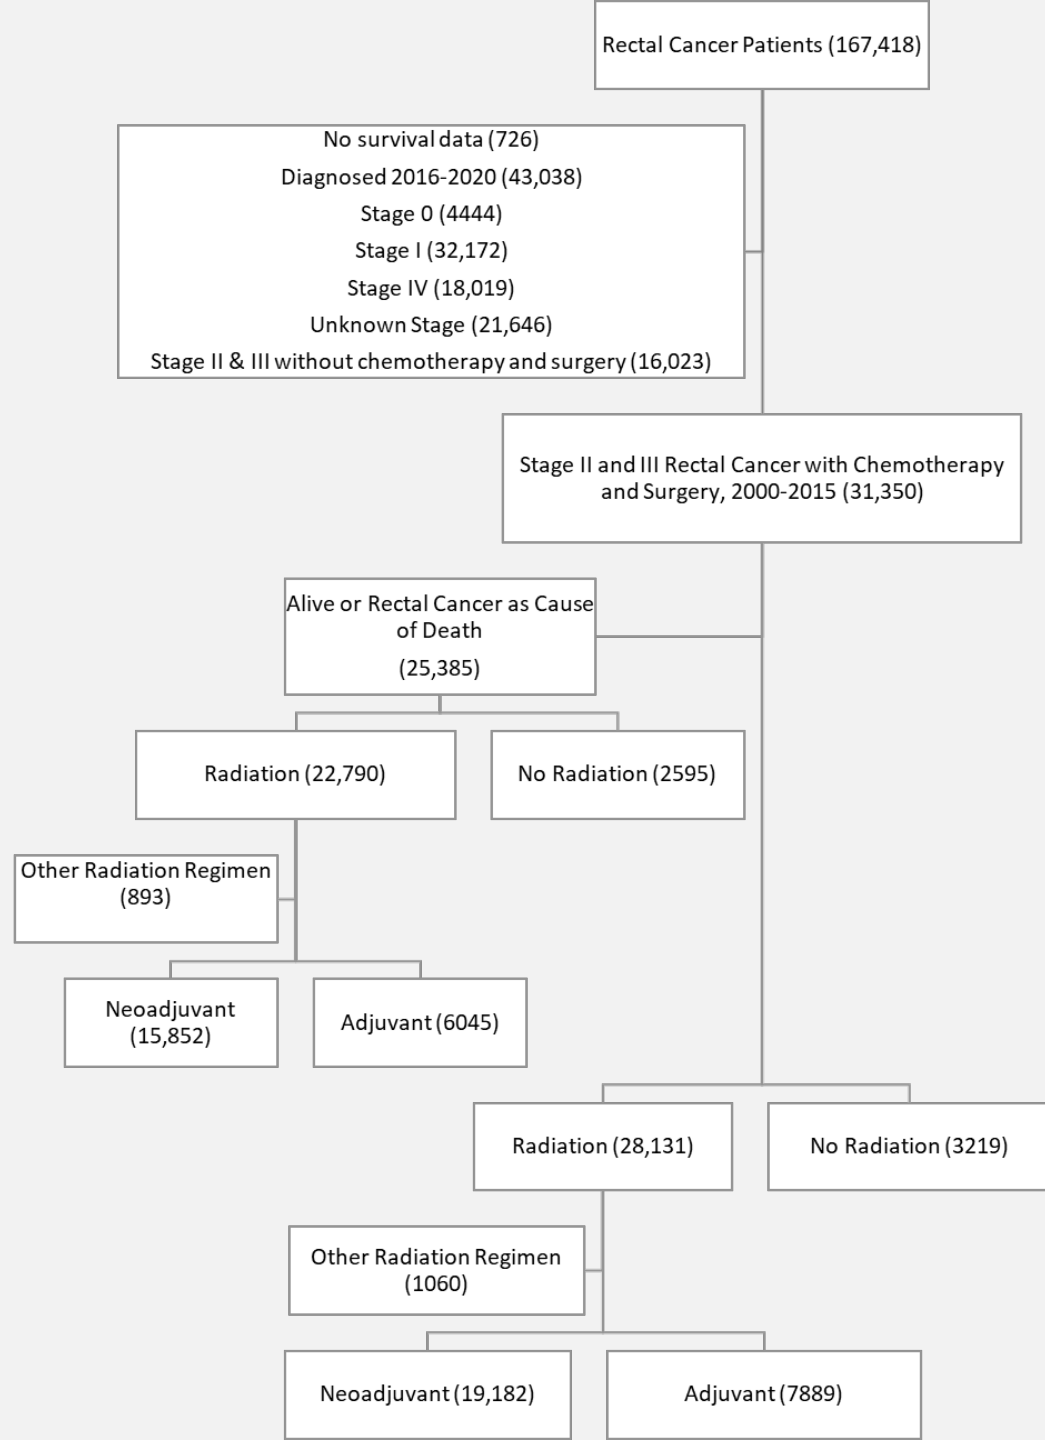 Rectal Cancer Patients (167,418)
No survival data (726)
Diagnosed 2016-2020 (43,038)
Stage 0 (4444)
Stage I (32,172)
Stage IV (18,019)
Unknown Stage (21,646)
Stage II & III without chemotherapy and surgery (16,023)
Stage II and III Rectal Cancer with Chemotherapy
and Surgery, 2000-2015 (31,350)
Alive or Rectal Cancer as Cause
of Death
(25,385)
Radiation (22,790)
No Radiation (2595)
Other Radiation Regimen
(893)
Neoadjuvant
(15,852)
Adjuvant (6045)
Radiation (28,131)
No Radiation (3219)
Other Radiation Regimen
(1060)
Neoadjuvant (19,182)
Adjuvant (7889)